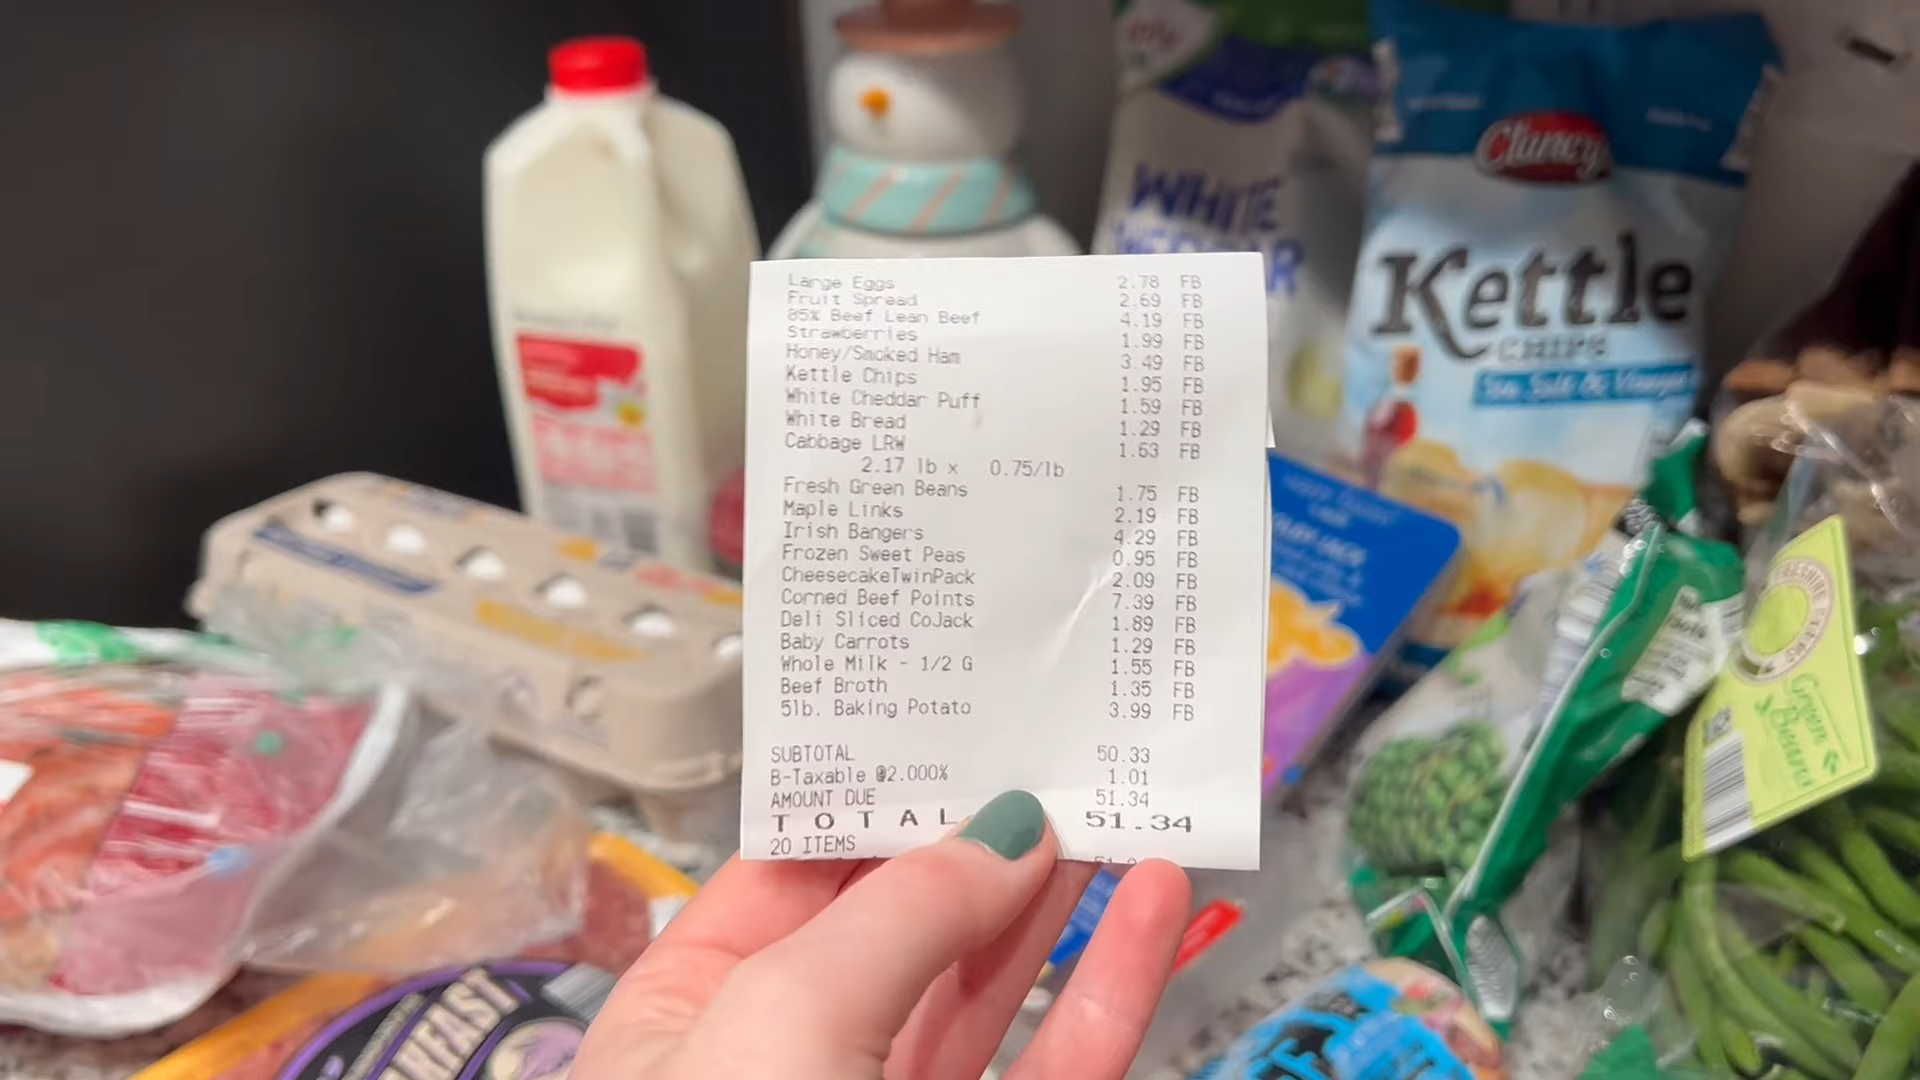 Large Eggs 2.78 FB
Fruit Spread 2.69 FB
85% Beef Lean Beef 4.19 FB
Strawberries 1.99 FB
Honey/Smoked Ham 3.49 FB
Kettle Chips 1.95 FB
White Cheddar Puff 1.59 FB
White Bread 1.29 FB
Cabbage LRW 1.63 FB
2.17 lb x 0.75/lb
Fresh Green Beans 1.75 FB
Maple Links 2.19 FB
Irish Bangers 4.29 FB
Frozen Sweet Peas 0.95 FB
CheesecakeTwinPack 2.09 FB
Corned Beef Points 7.39 FB
Deli Sliced CoJack 1.89 FB
Baby Carrots 1.29 FB
Whole Milk - 1/2 G 1.55 FB
Beef Broth 1.35 FB
5lb. Baking Potato 3.99 FB
SUBTOTAL 50.33
B-Taxable @2.000% 1.01
AMOUNT DUE 51.34
TOTAL 51.34
20 ITEMS
WHITE
Clancy's
Kettle
CHIPS
Sea Salt & Vinegar
Green
Beans